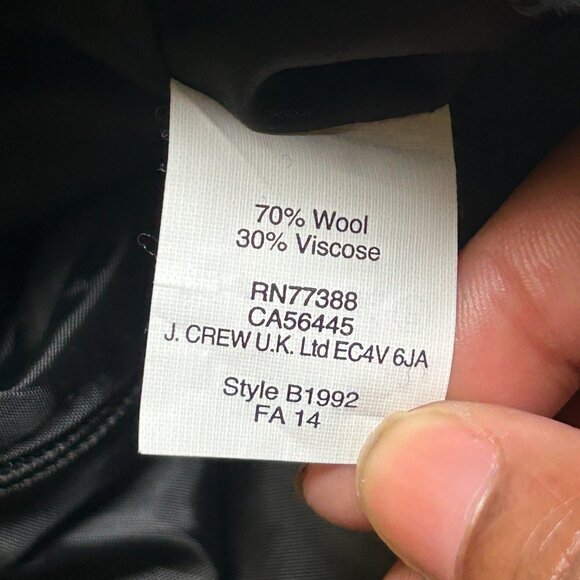 70% Wool
30% Viscose
RN77388
CA56445
J. CREW U.K. Ltd EC4V 6JA
Style B1992
FA 14